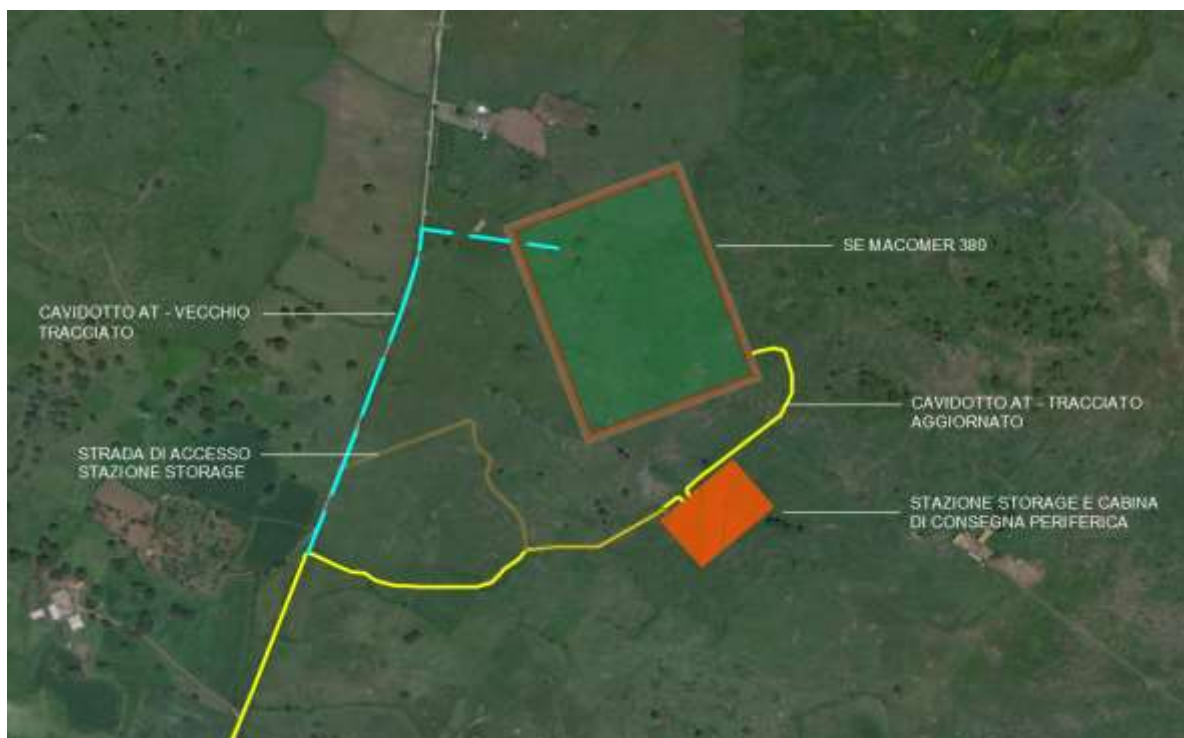 SE MACOMER 380
CAVIDOTTO AT - VECCHIO
TRACCIATO
CAVIDOTTO AT - TRACCIATO
AGGIORNATO
STRADA DI ACCESSO
STAZIONE STORAGE
STAZIONE STORAGE E CABINA
DI CONSEGNA PERIFERICA